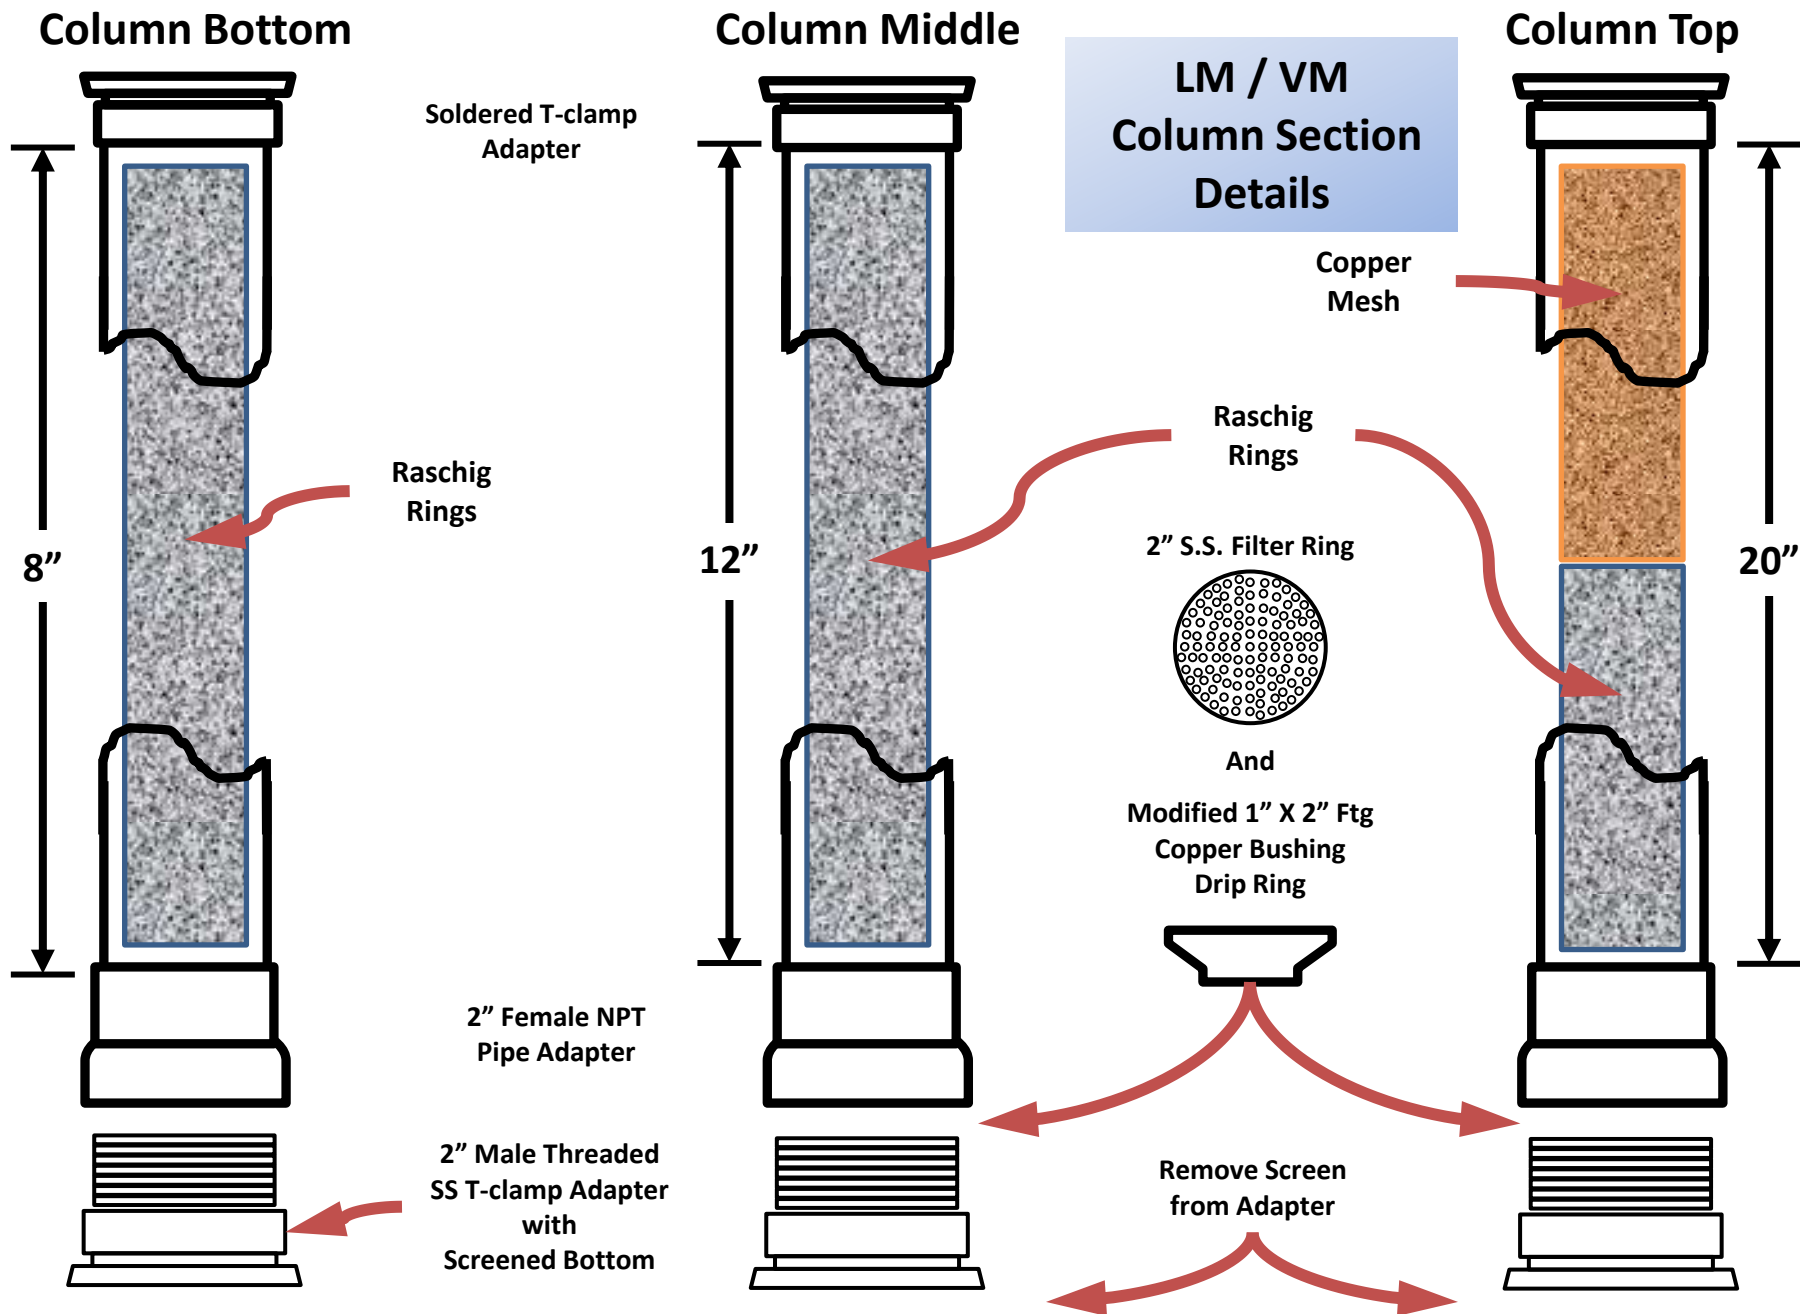 Column Bottom
Column Middle
Column Top
LM / VM
Column Section
Details
Soldered T-clamp
Adapter
Copper
Mesh
Raschig
Rings
Raschig
Rings
8”
12”
20”
2” S.S. Filter Ring
And
Modified 1” X 2” Ftg
Copper Bushing
Drip Ring
2” Female NPT
Pipe Adapter
2” Male Threaded
SS T-clamp Adapter
with
Screened Bottom
Remove Screen
from Adapter